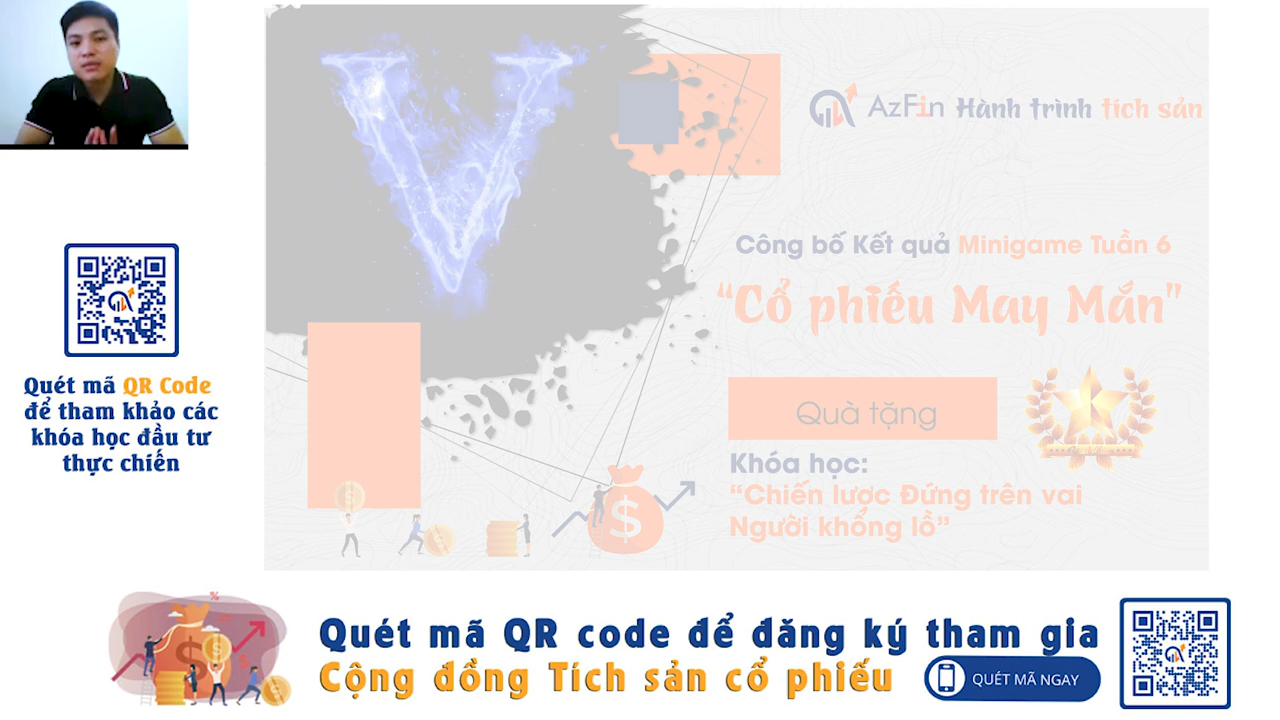 V
AzFin Hành trình tích sản
Công bố Kết quả Minigame Tuần 6
“Cổ phiếu May Mắn"
Quà tặng
Khóa học:
“Chiến lược Đứng trên vai
Người khổng lồ”
Quét mã QR Code
để tham khảo các
khóa học đầu tư
thực chiến
Quét mã QR code để đăng ký tham gia
Cộng đồng Tích sản cổ phiếu
QUÉT MÃ NGAY